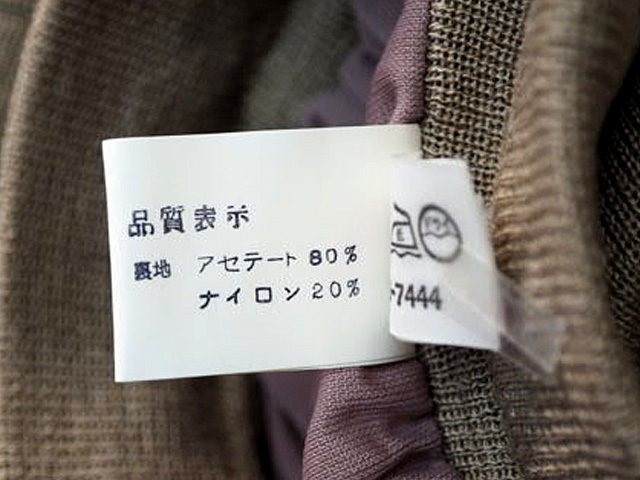 品質表示
裏地 アセテート 80%
ナイロン 20%
-7444